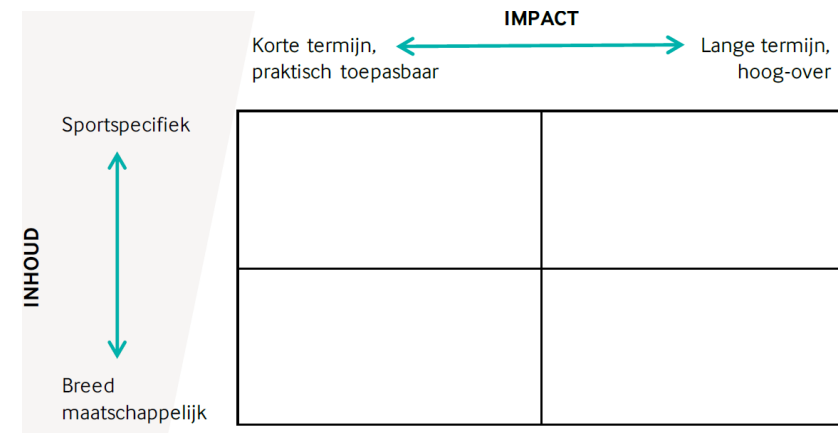 IMPACT
Korte termijn,
praktisch toepasbaar
Lange termijn,
hoog-over
Sportspecifiek
INHOUD
Breed
maatschappelijk